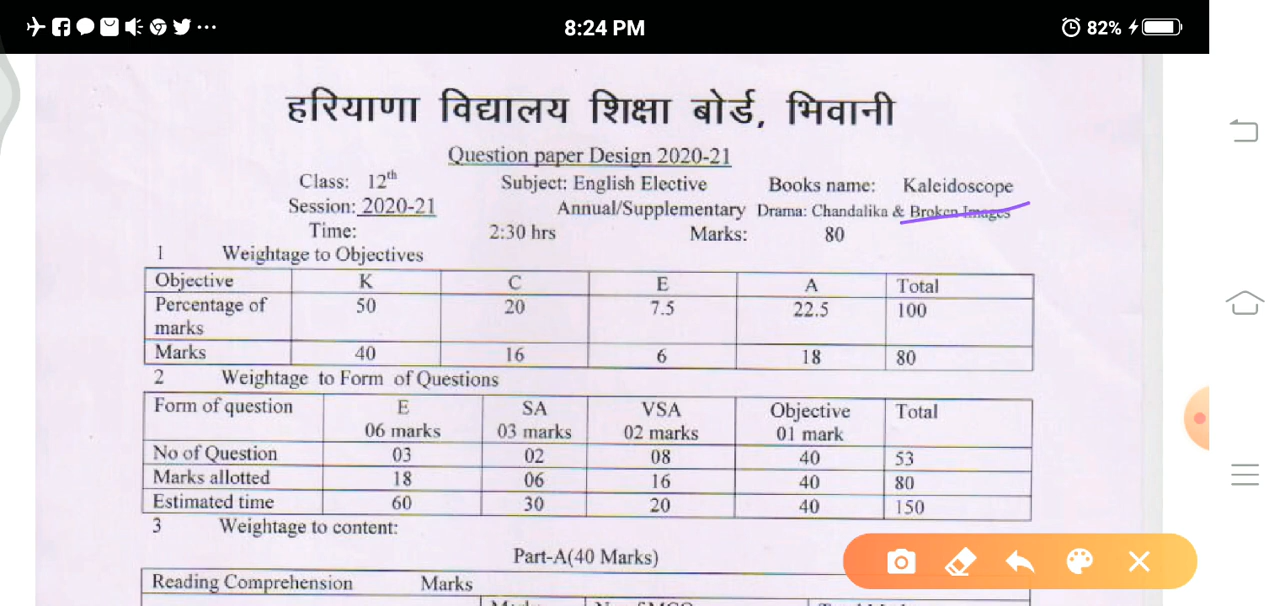 8:24 PM
82%
हरियाणा विद्यालय शिक्षा बोर्ड, भिवानी
Question paper Design 2020-21
Class: 12th Subject: English Elective Books name: Kaleidoscope
Session: 2020-21 Annual/Supplementary Drama: Chandalika & Broken Images
Time: 2:30 hrs Marks: 80
1 Weightage to Objectives
Objective K C E A Total
Percentage of marks 50 20 7.5 22.5 100
Marks 40 16 6 18 80
2 Weightage to Form of Questions
Form of question E SA VSA Objective Total
06 marks 03 marks 02 marks 01 mark
No of Question 03 02 08 40 53
Marks allotted 18 06 16 40 80
Estimated time 60 30 20 40 150
3 Weightage to content:
Part-A(40 Marks)
Reading Comprehension Marks